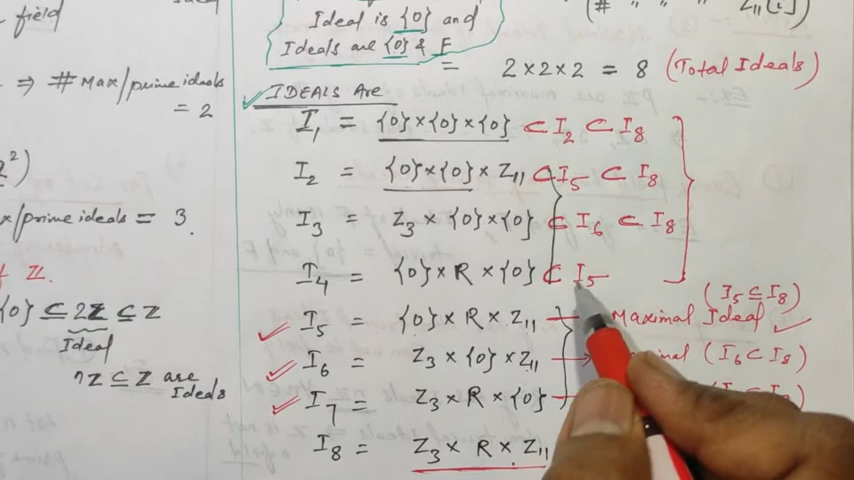 field
⇒ # Max/prime ideals
= 2
²)
x/prime ideals = 3.
of Z.
{0} ⊆ 2Z ⊆ Z
Ideal
nZ ⊆ Z are
Ideals
Ideal is {0} and
Ideals are {0} & F
(# " " " Z₁₁[i])
= 2×2×2 = 8 (Total Ideals)
✓ IDEALS Are
I₁ = {0}×{0}×{0} ⊂ I₂ ⊂ I₈
I₂ = {0}×{0}×Z₁₁ ⊂ I₅ ⊂ I₈
I₃ = Z₃×{0}×{0} ⊂ I₆ ⊂ I₈
I₄ = {0}×R×{0} ⊂ I₅
(I₅ ⊆ I₈)
✓ I₅ = {0}×R×Z₁₁ → Maximal Ideal ✓
✓ I₆ = Z₃×{0}×Z₁₁ → (I₆ ⊂ I₈)
✓ I₇ = Z₃×R×{0} →
I₈ = Z₃×R×Z₁₁